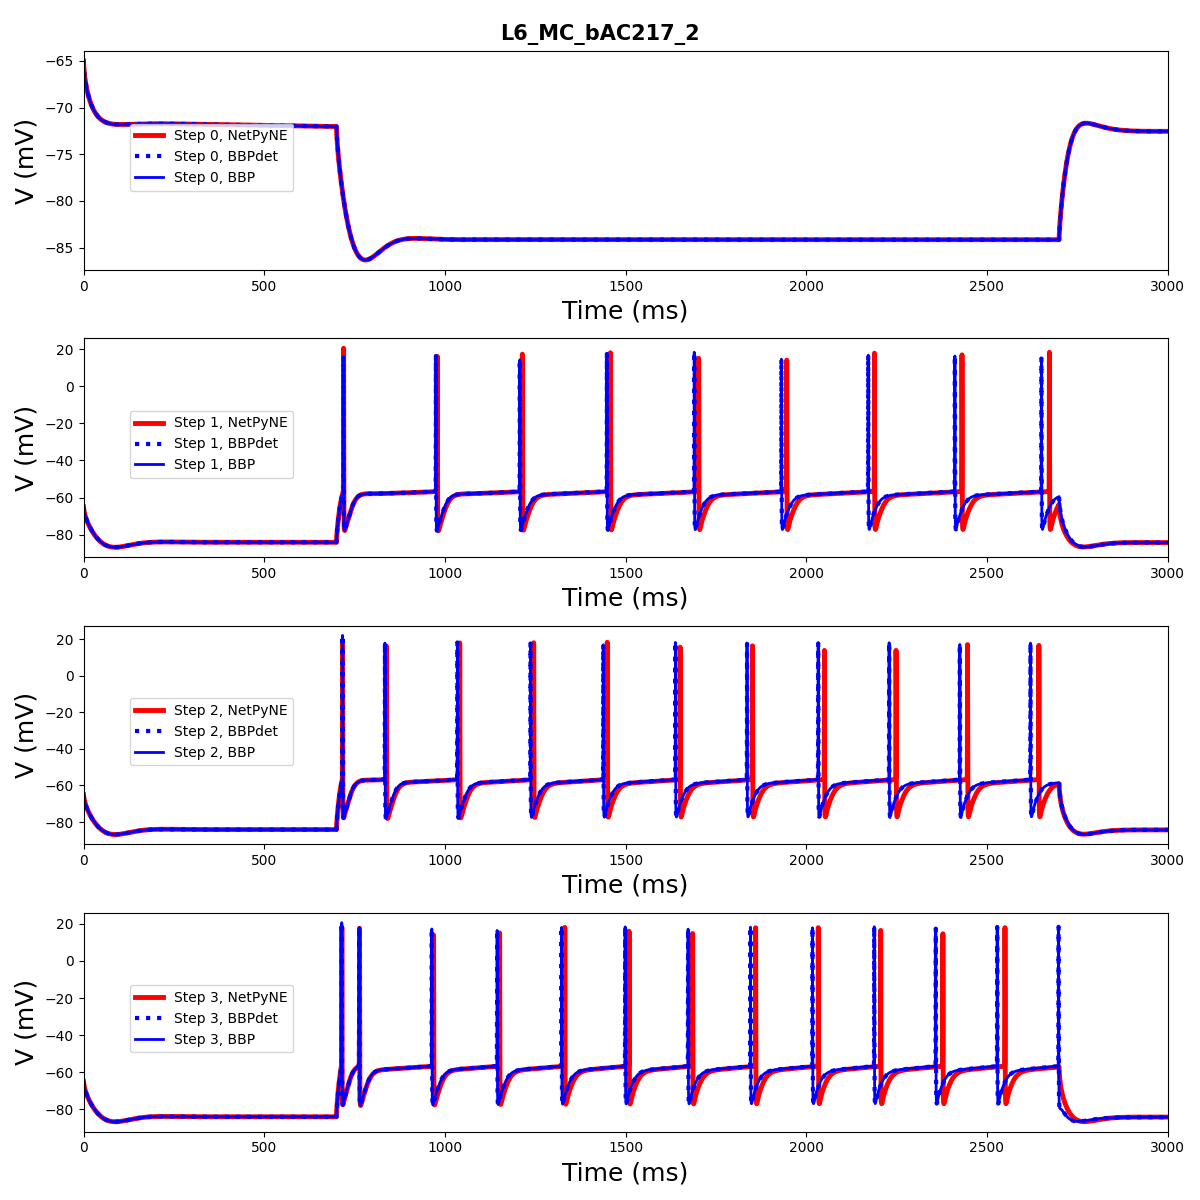 L6_MC_bAC217_2
−65
−70
−75
−80
−85
V (mV)
Step 0, NetPyNE
Step 0, BBPdet
Step 0, BBP
0 500 1000 1500 2000 2500 3000
Time (ms)
20
0
−20
−40
−60
−80
V (mV)
Step 1, NetPyNE
Step 1, BBPdet
Step 1, BBP
0 500 1000 1500 2000 2500 3000
Time (ms)
20
0
−20
−40
−60
−80
V (mV)
Step 2, NetPyNE
Step 2, BBPdet
Step 2, BBP
0 500 1000 1500 2000 2500 3000
Time (ms)
20
0
−20
−40
−60
−80
V (mV)
Step 3, NetPyNE
Step 3, BBPdet
Step 3, BBP
0 500 1000 1500 2000 2500 3000
Time (ms)